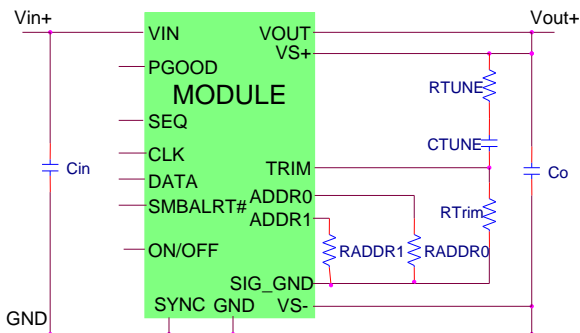 Vin+
Vout+
VIN
VOUT
VS+
PGOOD
RTUNE
MODULE
SEQ
CTUNE
CLK
TRIM
Cin
Co
DATA
ADDR0
SMBALRT#
RTrim
ADDR1
ON/OFF
RADDR1
RADDR0
SIG_GND
SYNC
GND
VS-
GND